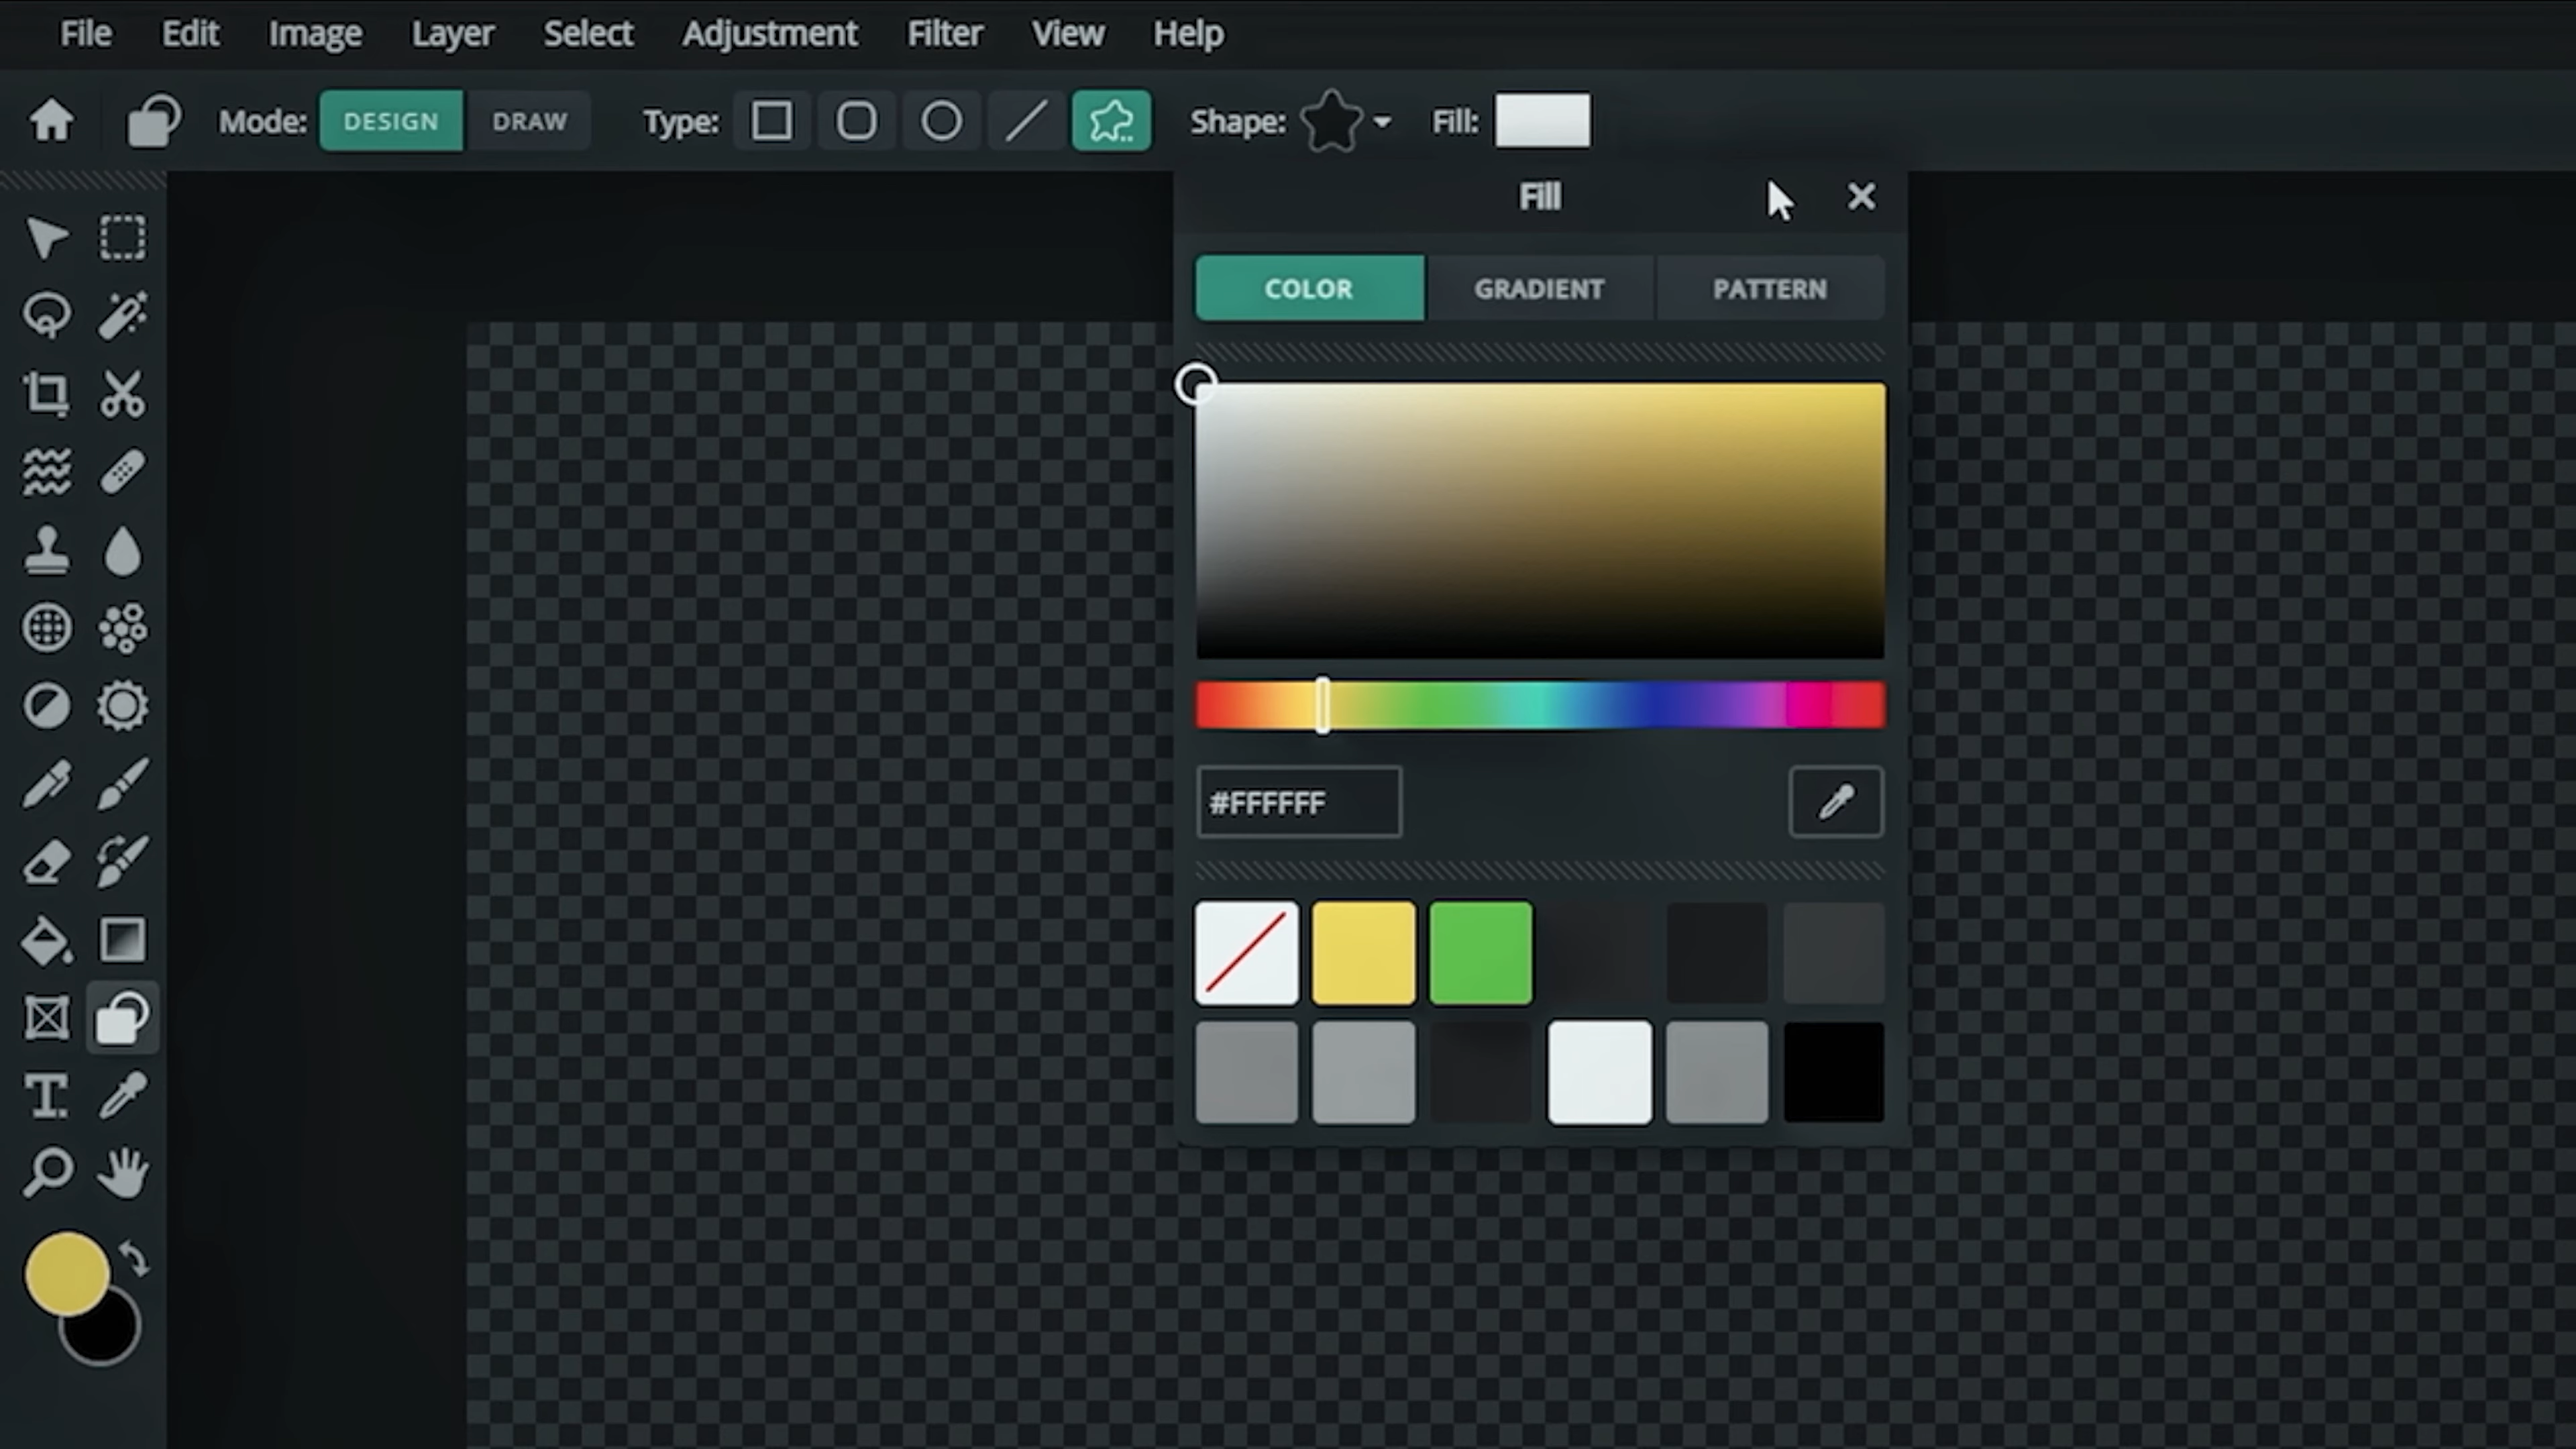 File Edit Image Layer Select Adjustment Filter View Help
Mode: DESIGN DRAW Type: Shape: Fill:
Fill
COLOR GRADIENT PATTERN
#FFFFFF